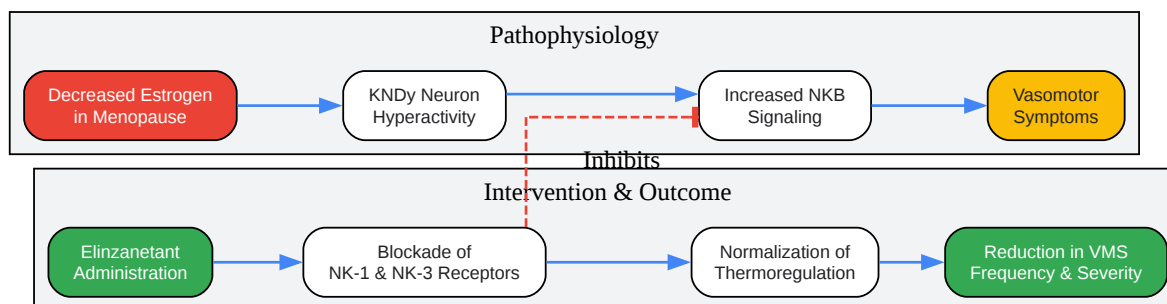 Pathophysiology
Decreased Estrogen
in Menopause
KNDy Neuron
Hyperactivity
Increased NKB
Signaling
Vasomotor
Symptoms
Inhibits
Intervention & Outcome
Elinzanetant
Administration
Blockade of
NK-1 & NK-3 Receptors
Normalization of
Thermoregulation
Reduction in VMS
Frequency & Severity